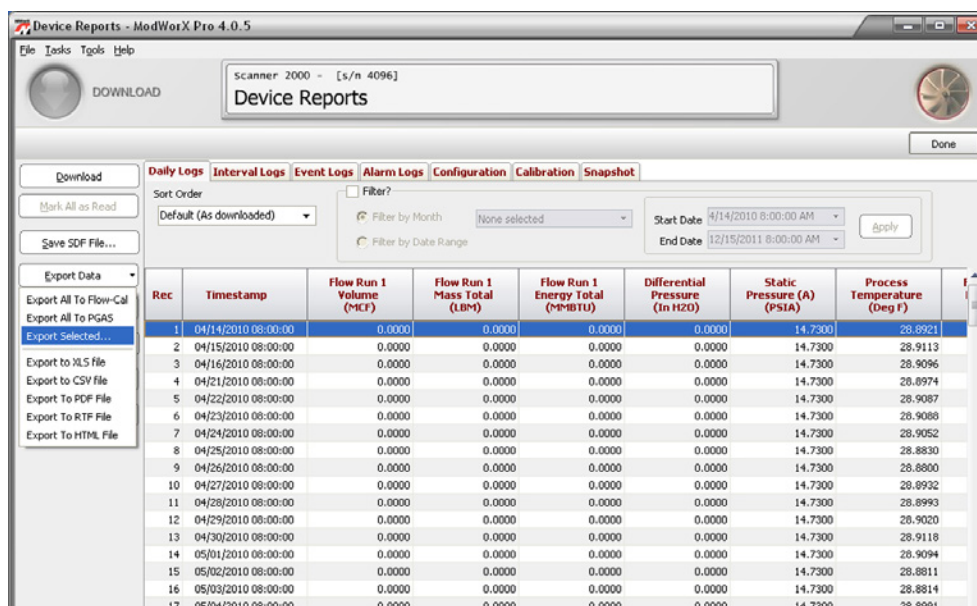 Device Reports - ModWorX Pro 4.0.5
File Tasks Tools Help
DOWNLOAD
Scanner 2000 - [s/n 4096]
Device Reports
Done
Download
Mark All as Read
Save SDF File...
Export Data
Export All To Flow-Cal
Export All To PGAS
Export Selected...
Export to XLS file
Export to CSV file
Export To PDF File
Export To RTF File
Export To HTML File
Daily Logs Interval Logs Event Logs Alarm Logs Configuration Calibration Snapshot
Sort Order
Default (As downloaded)
Filter?
Filter by Month
None selected
Filter by Date Range
Start Date 4/14/2010 8:00:00 AM
End Date 12/15/2011 8:00:00 AM
Apply
Rec Timestamp Flow Run 1 Volume (MCF) Flow Run 1 Mass Total (LBM) Flow Run 1 Energy Total (MMBTU) Differential Pressure (In H2O) Static Pressure (A) (PSIA) Process Temperature (Deg F)
1 04/14/2010 08:00:00 0.0000 0.0000 0.0000 0.0000 14.7300 28.8921
2 04/15/2010 08:00:00 0.0000 0.0000 0.0000 0.0000 14.7300 28.9113
3 04/16/2010 08:00:00 0.0000 0.0000 0.0000 0.0000 14.7300 28.9096
4 04/21/2010 08:00:00 0.0000 0.0000 0.0000 0.0000 14.7300 28.8974
5 04/22/2010 08:00:00 0.0000 0.0000 0.0000 0.0000 14.7300 28.9087
6 04/23/2010 08:00:00 0.0000 0.0000 0.0000 0.0000 14.7300 28.9088
7 04/24/2010 08:00:00 0.0000 0.0000 0.0000 0.0000 14.7300 28.9052
8 04/25/2010 08:00:00 0.0000 0.0000 0.0000 0.0000 14.7300 28.8830
9 04/26/2010 08:00:00 0.0000 0.0000 0.0000 0.0000 14.7300 28.8800
10 04/27/2010 08:00:00 0.0000 0.0000 0.0000 0.0000 14.7300 28.8932
11 04/28/2010 08:00:00 0.0000 0.0000 0.0000 0.0000 14.7300 28.8993
12 04/29/2010 08:00:00 0.0000 0.0000 0.0000 0.0000 14.7300 28.9020
13 04/30/2010 08:00:00 0.0000 0.0000 0.0000 0.0000 14.7300 28.9118
14 05/01/2010 08:00:00 0.0000 0.0000 0.0000 0.0000 14.7300 28.9094
15 05/02/2010 08:00:00 0.0000 0.0000 0.0000 0.0000 14.7300 28.8811
16 05/03/2010 08:00:00 0.0000 0.0000 0.0000 0.0000 14.7300 28.8814
17 05/04/2010 08:00:00 0.0000 0.0000 0.0000 0.0000 14.7300